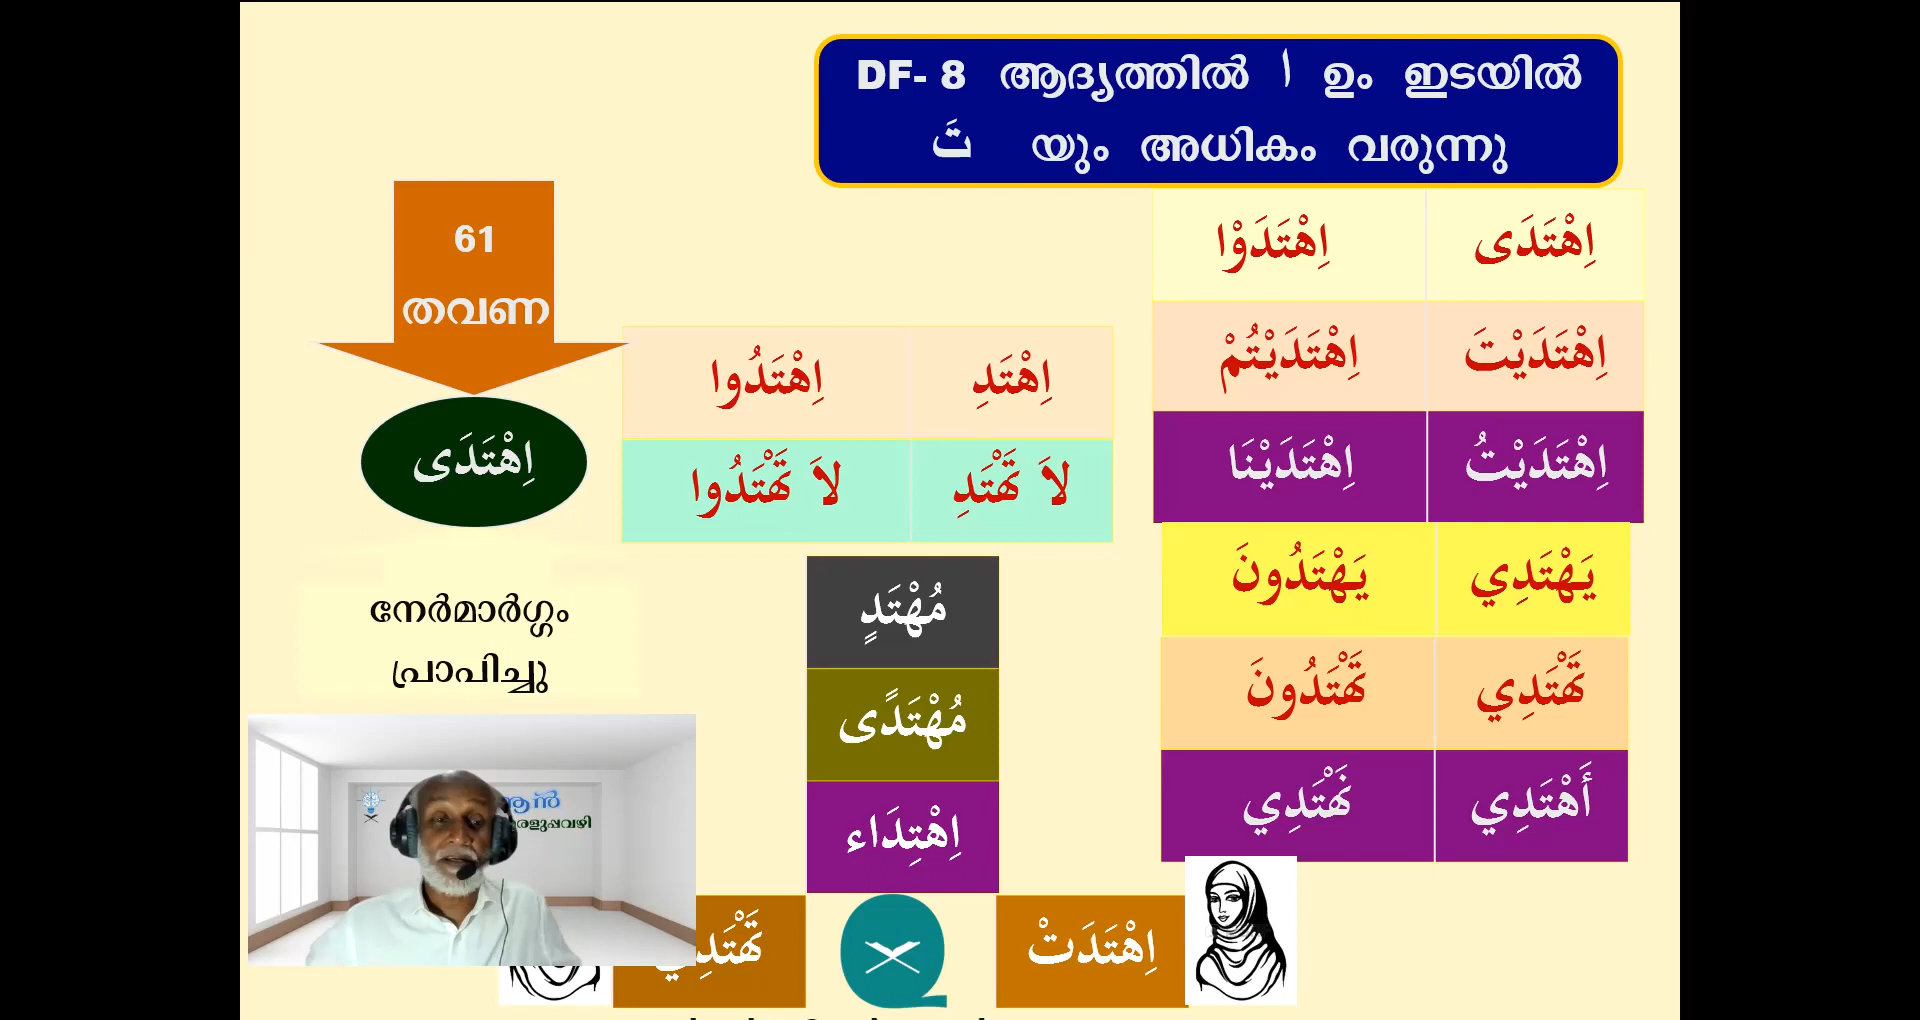 DF- 8 ആദ്യത്തിൽ ا ഉം ഇടയിൽ
تَ യും അധികം വരുന്നു
61
തവണ
اِهْتَدَى
നേർമാർഗ്ഗം
പ്രാപിച്ചു
اِهْتَدَى اِهْتَدَوْا
اِهْتَدَيْتَ اِهْتَدَيْتُمْ
اِهْتَدَيْتُ اِهْتَدَيْنَا
يَهْتَدِي يَهْتَدُونَ
تَهْتَدِي تَهْتَدُونَ
أَهْتَدِي نَهْتَدِي
اِهْتَدِ اِهْتَدُوا
لاَ تَهْتَدِ لاَ تَهْتَدُوا
مُهْتَدٍ
مُهْتَدًى
اِهْتِدَاء
اِهْتَدَتْ
تَهْتَدِي